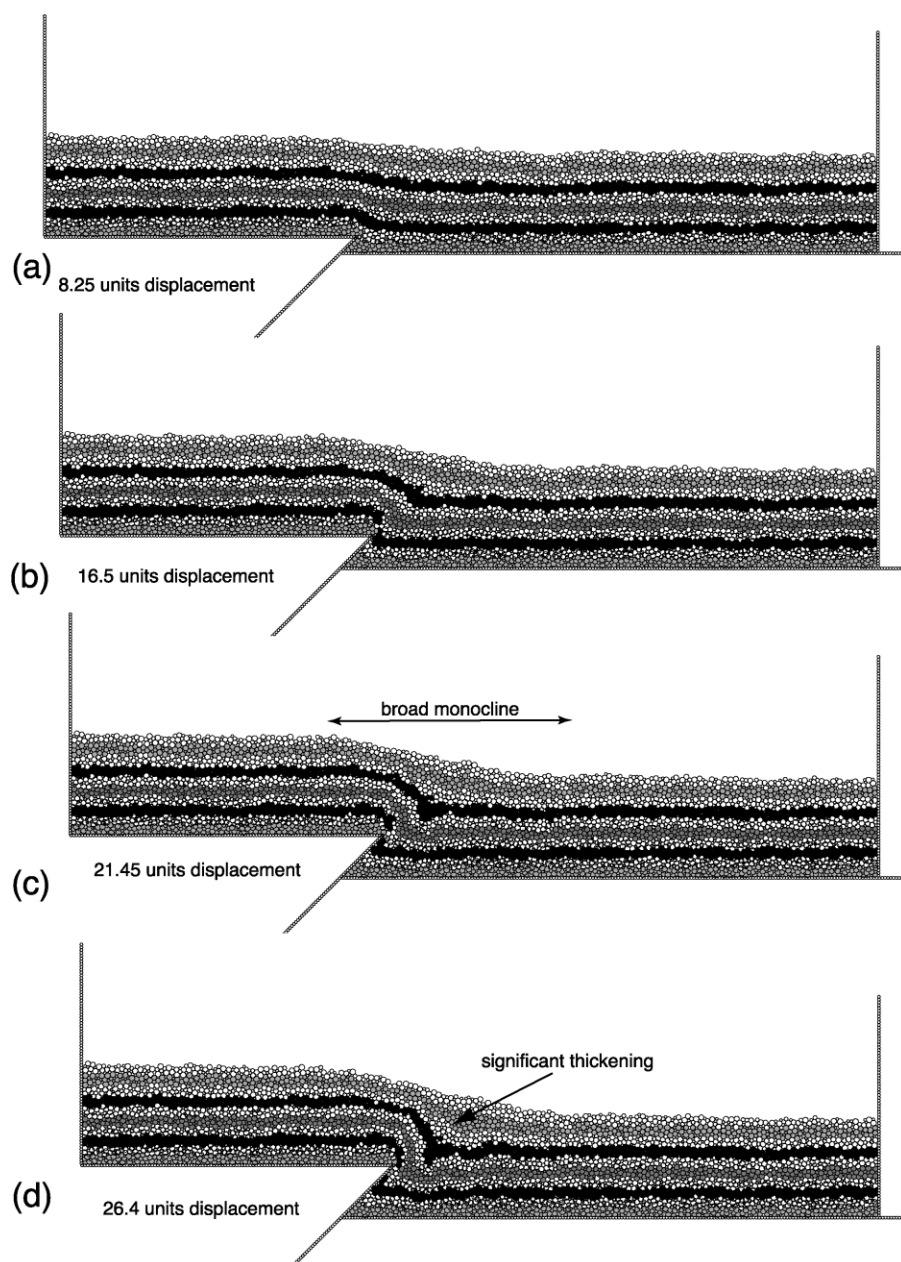 (a)
8.25 units displacement
(b)
16.5 units displacement
broad monocline
(c)
21.45 units displacement
significant thickening
(d)
26.4 units displacement